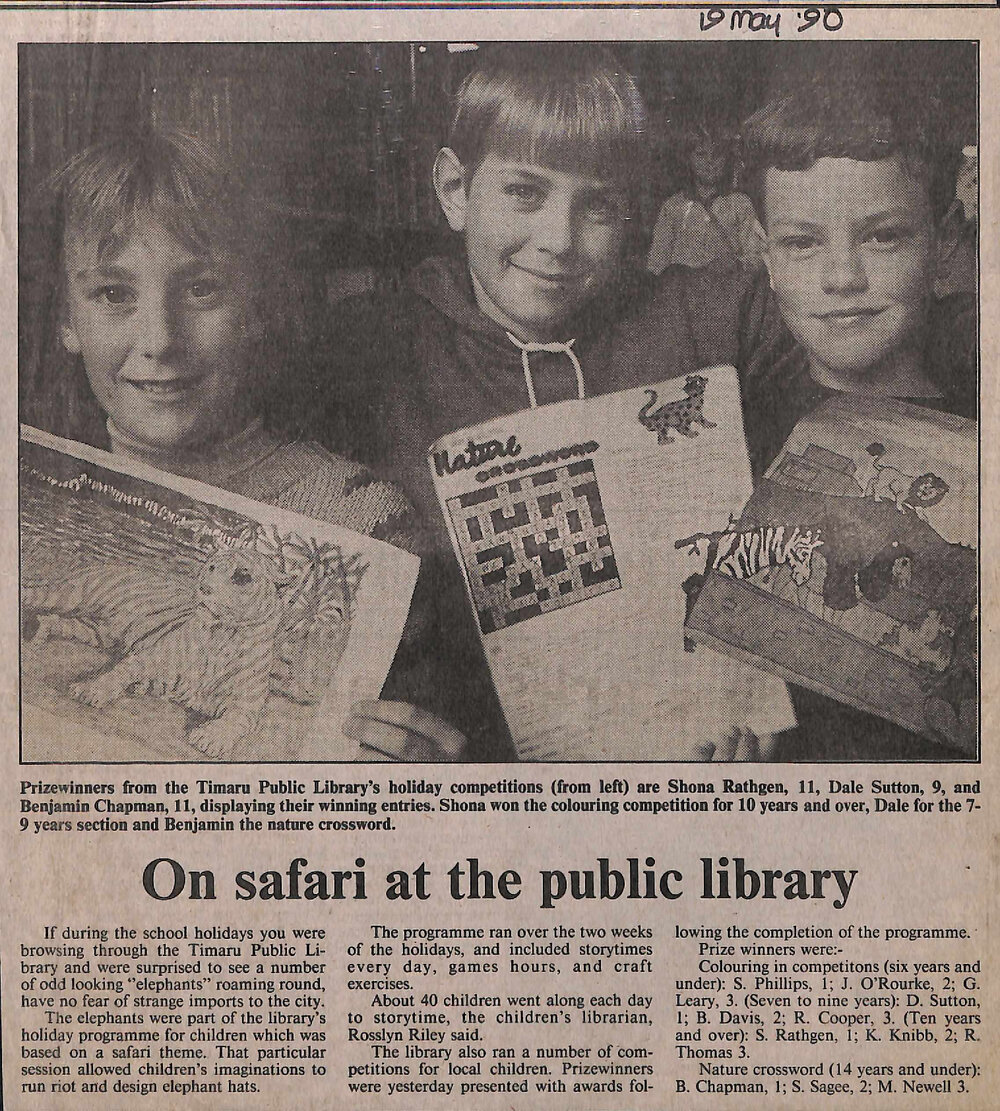 19 May '90
Nature
CROSSWORD
Prizewinners from the Timaru Public Library's holiday competitions (from left) are Shona Rathgen, 11, Dale Sutton, 9, and
Benjamin Chapman, 11, displaying their winning entries. Shona won the colouring competition for 10 years and over, Dale for the 7-
9 years section and Benjamin the nature crossword.
On safari at the public library
If during the school holidays you were
browsing through the Timaru Public Li-
brary and were surprised to see a number
of odd looking "elephants" roaming round,
have no fear of strange imports to the city.
The elephants were part of the library's
holiday programme for children which was
based on a safari theme. That particular
session allowed children's imaginations to
run riot and design elephant hats.
The programme ran over the two weeks
of the holidays, and included storytimes
every day, games hours, and craft
exercises.
About 40 children went along each day
to storytime, the children's librarian,
Rosslyn Riley said.
The library also ran a number of com-
petitions for local children. Prizewinners
were yesterday presented with awards fol-
lowing the completion of the programme.
Prize winners were:-
Colouring in competitons (six years and
under): S. Phillips, 1; J. O'Rourke, 2; G.
Leary, 3. (Seven to nine years): D. Sutton,
1; B. Davis, 2; R. Cooper, 3. (Ten years
and over): S. Rathgen, 1; K. Knibb, 2; R.
Thomas 3.
Nature crossword (14 years and under):
B. Chapman, 1; S. Sagee, 2; M. Newell 3.